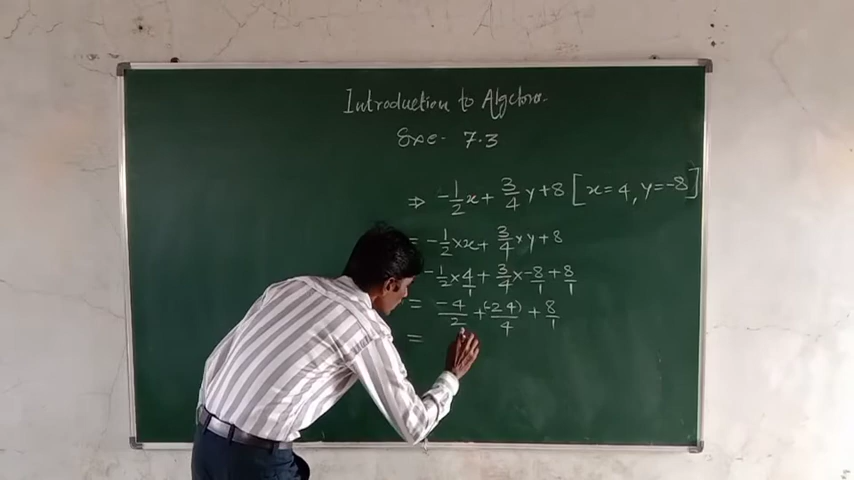 Introduction to Algebra.
Exe. 7.3
⇒ -1/2 x + 3/4 y + 8 [x = 4, y = -8]
= -1/2 × x + 3/4 × y + 8
-1/2 × 4/1 + 3/4 × -8/1 + 8/1
= -4/2 + (-24)/4 + 8/1
=